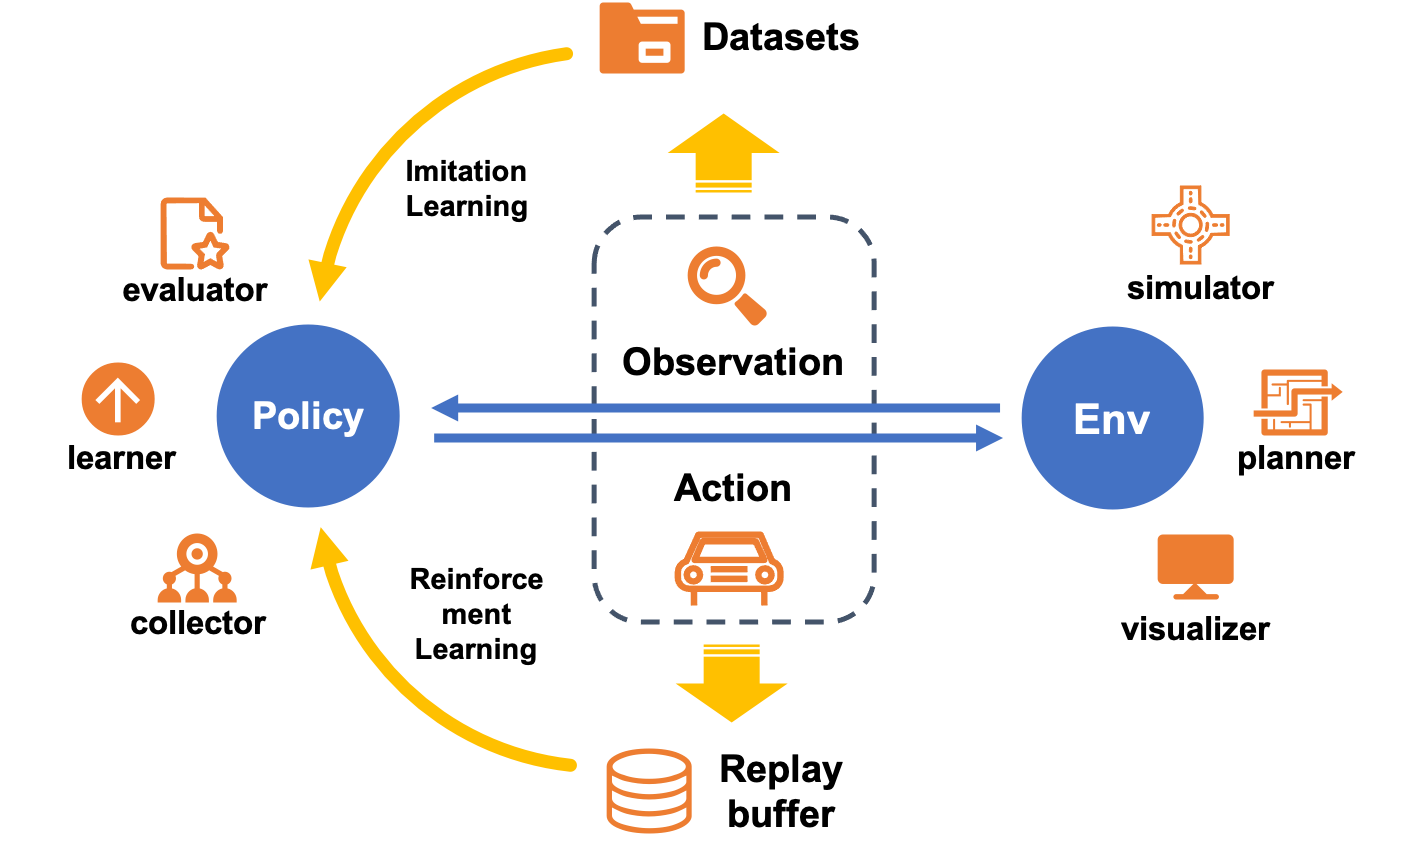 Datasets
Imitation
Learning
evaluator
simulator
Observation
Policy
Env
learner
planner
Action
Reinforce
ment
Learning
collector
visualizer
Replay
buffer